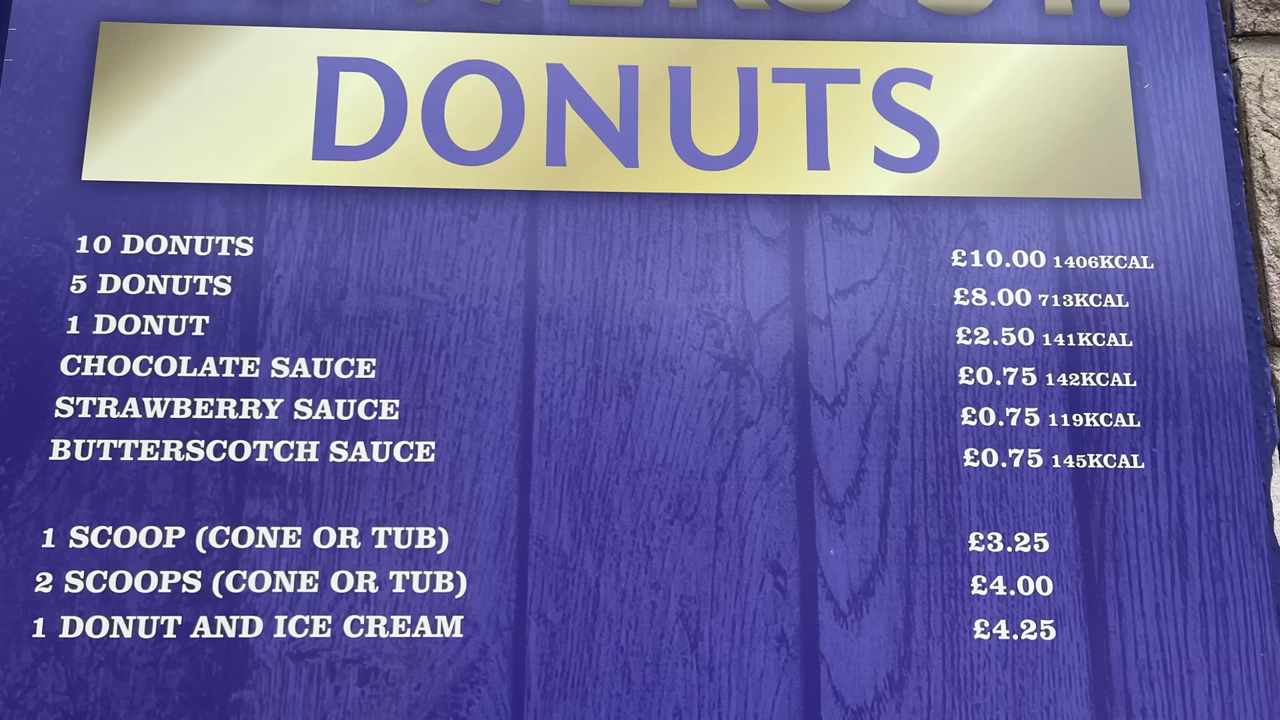 DONUTS
10 DONUTS £10.00 1406KCAL
5 DONUTS £8.00 713KCAL
1 DONUT £2.50 141KCAL
CHOCOLATE SAUCE £0.75 142KCAL
STRAWBERRY SAUCE £0.75 119KCAL
BUTTERSCOTCH SAUCE £0.75 145KCAL
1 SCOOP (CONE OR TUB) £3.25
2 SCOOPS (CONE OR TUB) £4.00
1 DONUT AND ICE CREAM £4.25